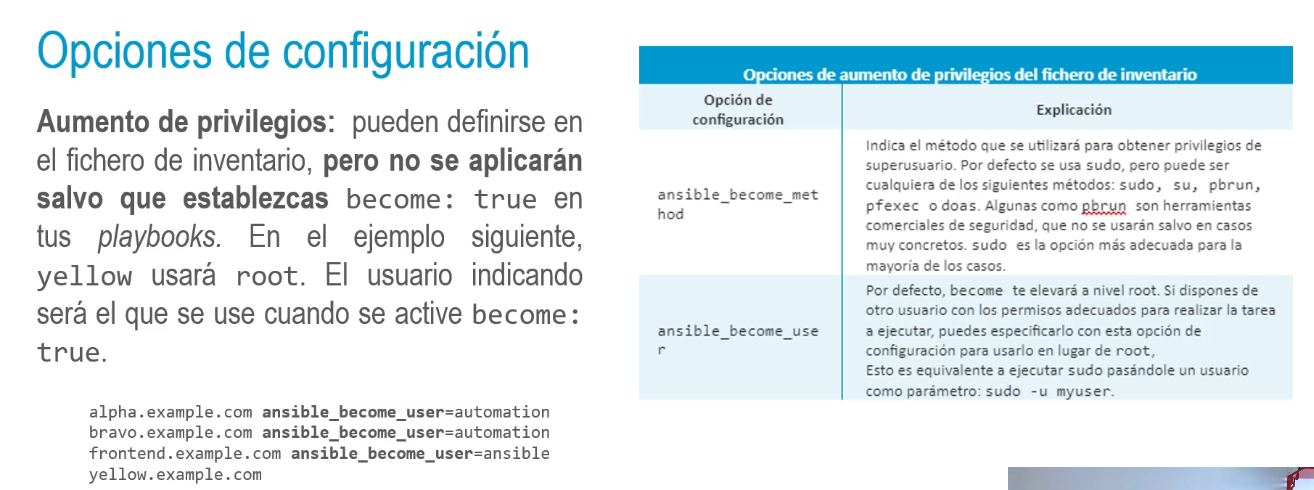 Opciones de configuración
Aumento de privilegios: pueden definirse en
el fichero de inventario, pero no se aplicarán
salvo que establezcas become: true en
tus playbooks. En el ejemplo siguiente,
yellow usará root. El usuario indicando
será el que se use cuando se active become:
true.
alpha.example.com ansible_become_user=automation
bravo.example.com ansible_become_user=automation
frontend.example.com ansible_become_user=ansible
yellow.example.com
Opciones de aumento de privilegios del fichero de inventario
Opción de
configuración
Explicación
ansible_become_met
hod
Indica el método que se utilizará para obtener privilegios de
superusuario. Por defecto se usa sudo, pero puede ser
cualquiera de los siguientes métodos: sudo, su, pbrun,
pfexec o doas. Algunas como pbrun son herramientas
comerciales de seguridad, que no se usarán salvo en casos
muy concretos. sudo es la opción más adecuada para la
mayoría de los casos.
ansible_become_use
r
Por defecto, become te elevará a nivel root. Si dispones de
otro usuario con los permisos adecuados para realizar la tarea
a ejecutar, puedes especificarlo con esta opción de
configuración para usarlo en lugar de root,
Esto es equivalente a ejecutar sudo pasándole un usuario
como parámetro: sudo -u myuser.